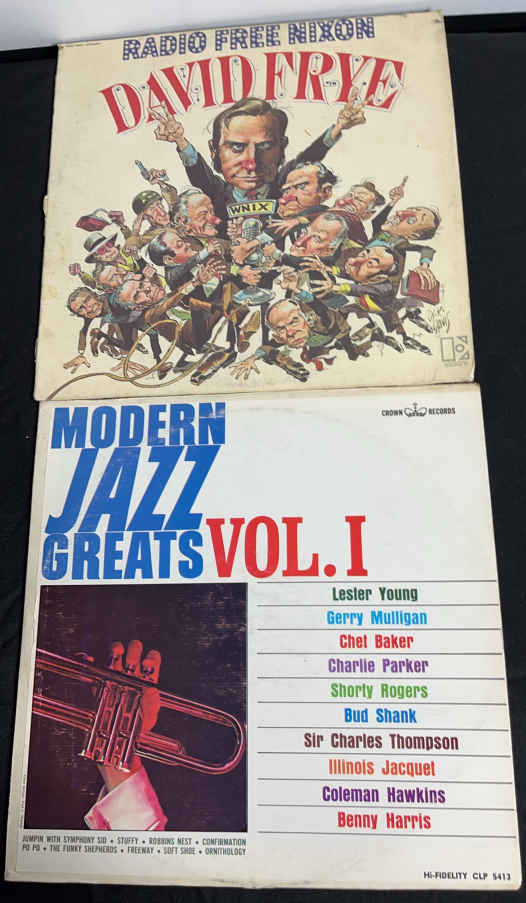 RADIO FREE NIXON
DAVID FRYE
WNIX
MODERN
JAZZ
GREATS VOL. I
CROWN RECORDS
Lester Young
Gerry Mulligan
Chet Baker
Charlie Parker
Shorty Rogers
Bud Shank
Sir Charles Thompson
Illinois Jacquet
Coleman Hawkins
Benny Harris
JUMPIN WITH SYMPHONY SID • STUFFY • ROBBINS NEST • CONFIRMATION
PO PO • THE FUNKY SHEPHERDS • FREEWAY • SOFT SHOE • ORNITHOLOGY
HI-FIDELITY CLP 5413